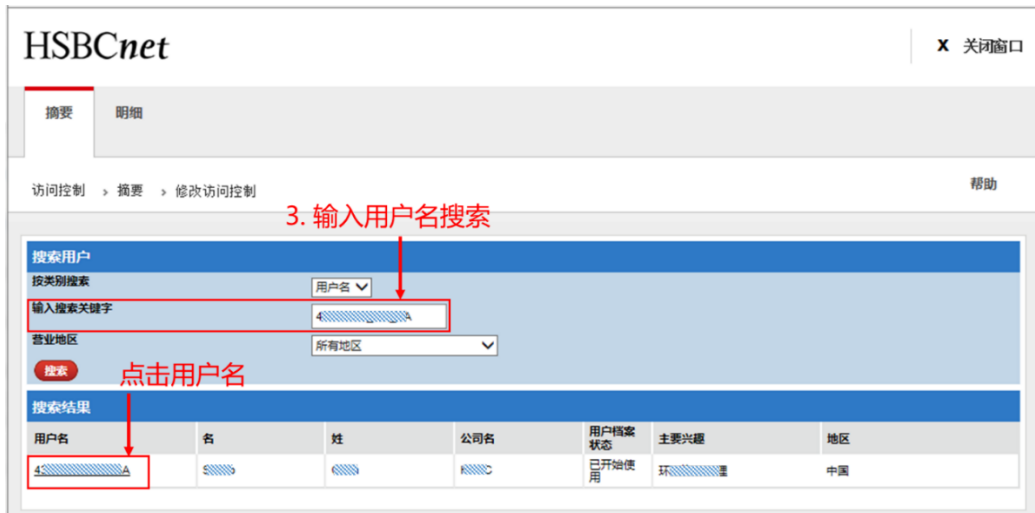 HSBCnet
X 关闭窗口
摘要 明细
访问控制 › 摘要 › 修改访问控制
帮助
3. 输入用户名搜索
搜索用户
按类别搜索
用户名
输入搜索关键字
4 A
营业地区
所有地区
搜索
点击用户名
搜索结果
用户名 名 姓 公司名 用户档案状态 主要兴趣 地区
A 已开始使用 环 理 中国